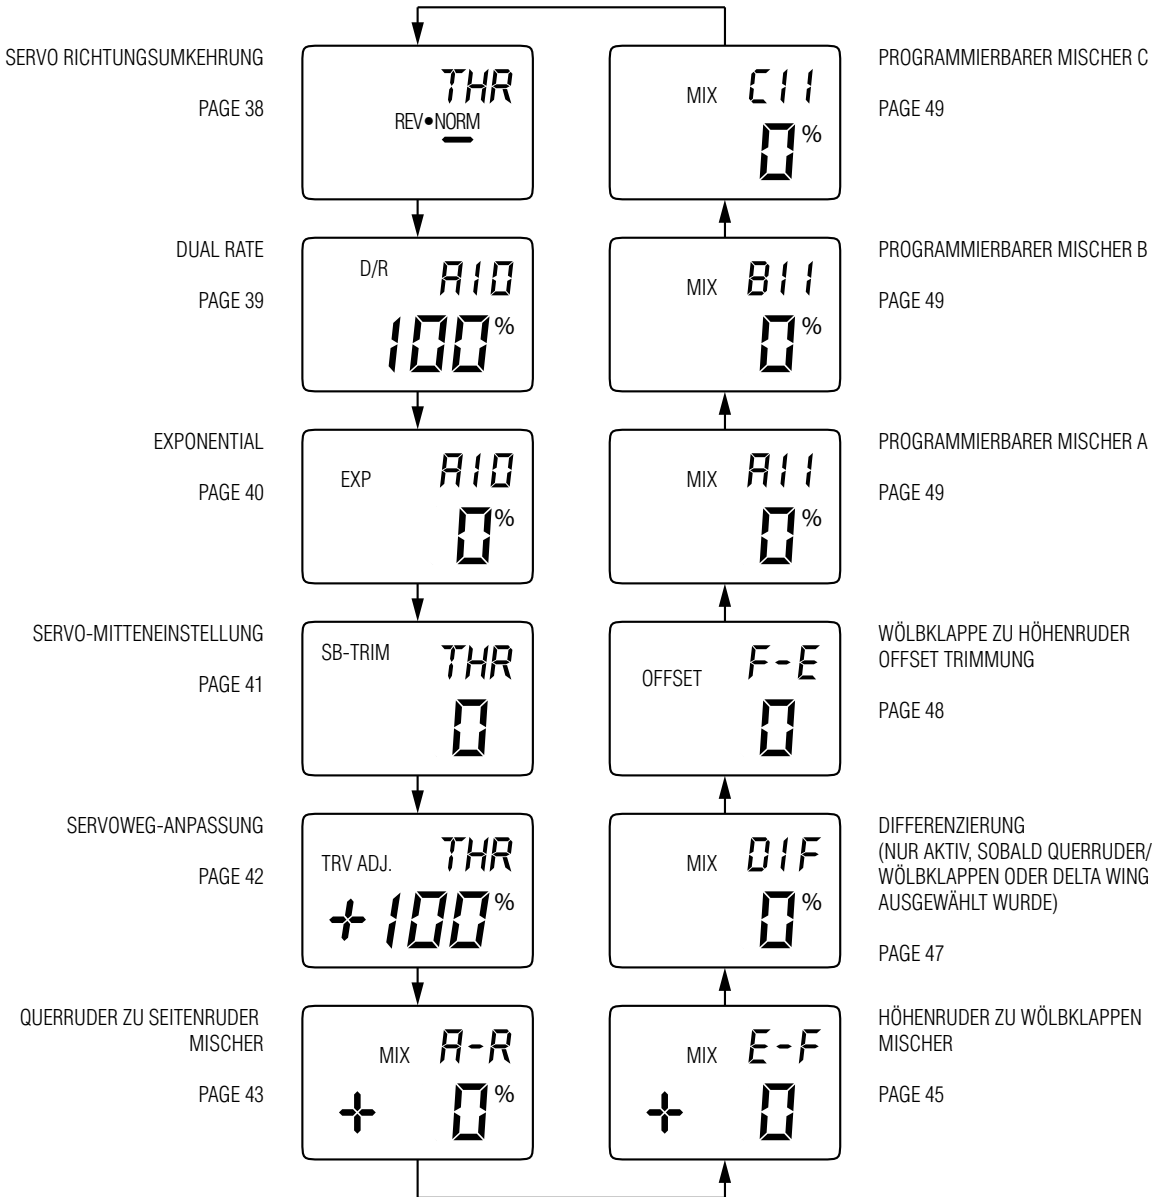 SERVO RICHTUNGSUMKEHRUNG
PAGE 38
THR
REV•NORM
DUAL RATE
PAGE 39
D/R AIO
100%
EXPONENTIAL
PAGE 40
EXP AIO
0%
SERVO-MITTENEINSTELLUNG
PAGE 41
SB-TRIM THR
0
SERVOWEG-ANPASSUNG
PAGE 42
TRV ADJ. THR
+100%
QUERRUDER ZU SEITENRUDER
MISCHER
PAGE 43
MIX A-R
+ 0%
PROGRAMMIERBARER MISCHER C
PAGE 49
MIX C11
0%
PROGRAMMIERBARER MISCHER B
PAGE 49
MIX B11
0%
PROGRAMMIERBARER MISCHER A
PAGE 49
MIX A11
0%
WÖLBKLAPPE ZU HÖHENRUDER
OFFSET TRIMMUNG
PAGE 48
OFFSET F-E
0
DIFFERENZIERUNG
(NUR AKTIV, SOBALD QUERRUDER/
WÖLBKLAPPEN ODER DELTA WING
AUSGEWÄHLT WURDE)
PAGE 47
MIX DIF
0%
HÖHENRUDER ZU WÖLBKLAPPEN
MISCHER
PAGE 45
MIX E-F
+ 0